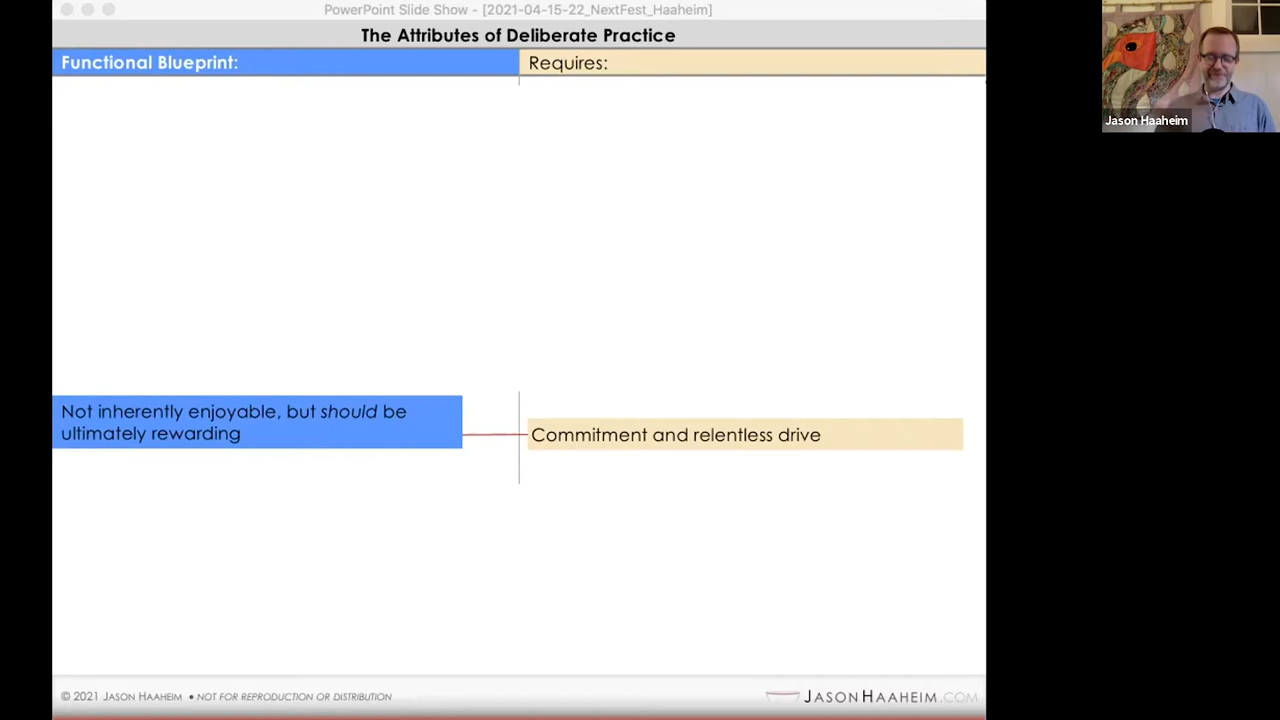 PowerPoint Slide Show - [2021-04-15-22_NextFest_Haaheim]
The Attributes of Deliberate Practice
Functional Blueprint:
Requires:
Jason Haaheim
Not inherently enjoyable, but should be
ultimately rewarding
Commitment and relentless drive
© 2021 JASON HAAHEIM • NOT FOR REPRODUCTION OR DISTRIBUTION
JASONHAAHEIM.COM